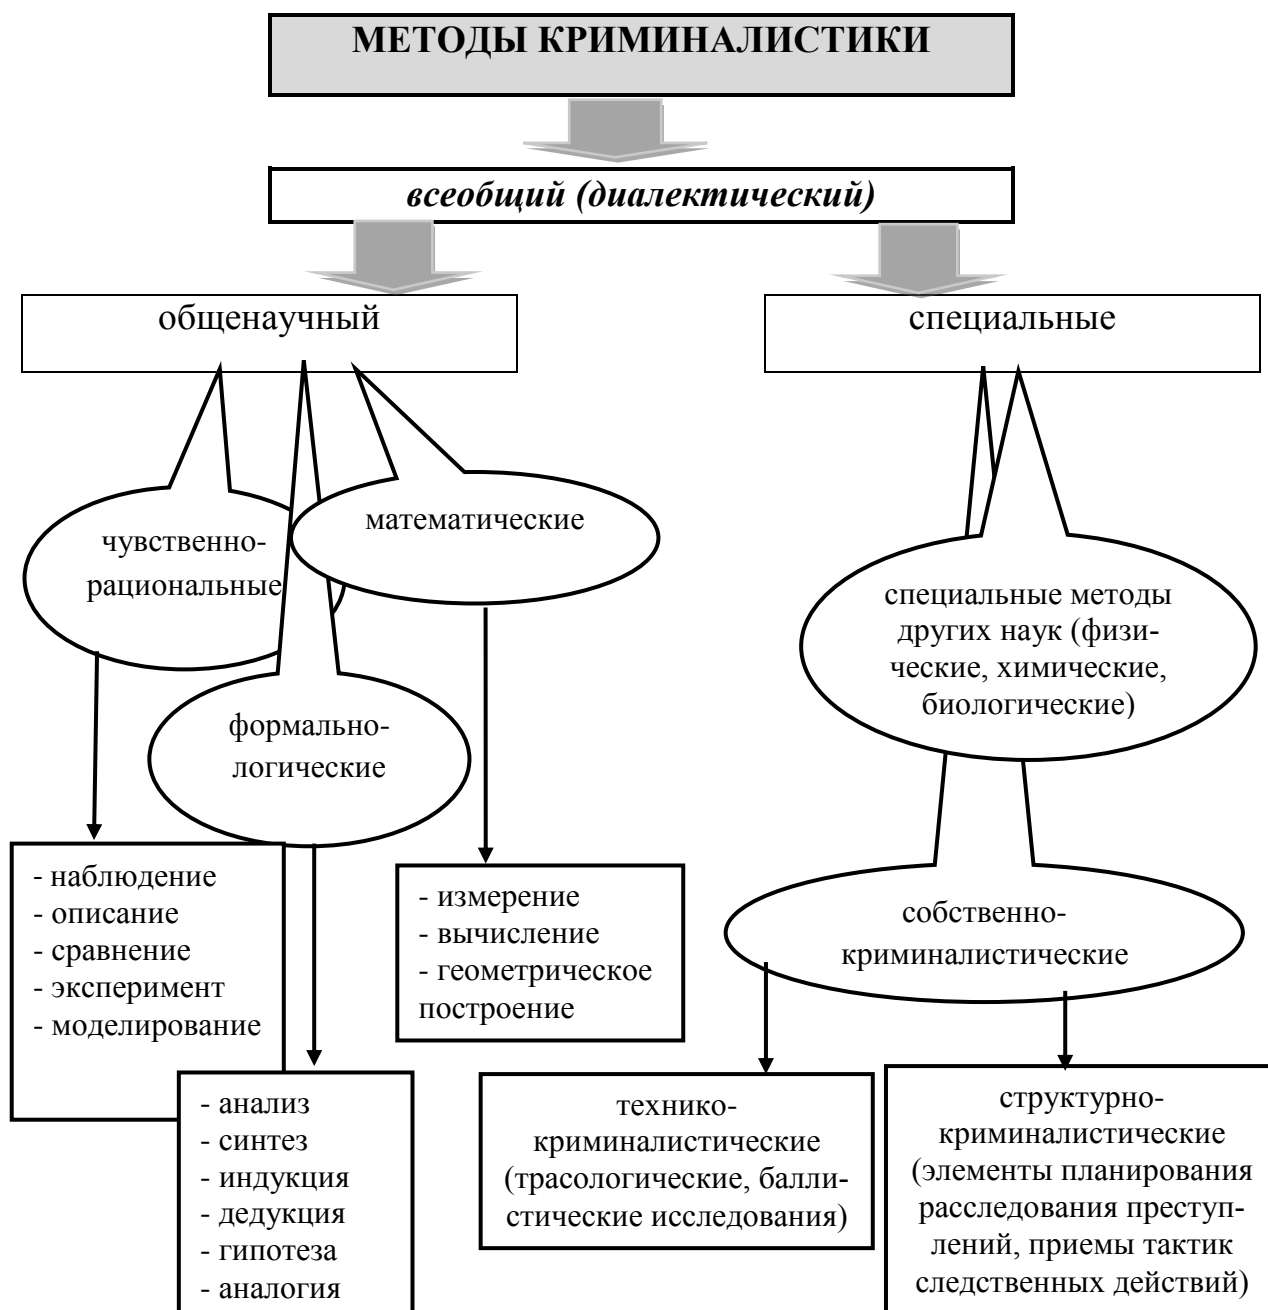 МЕТОДЫ КРИМИНАЛИСТИКИ
всеобщий (диалектический)
общенаучный
специальные
чувственно-
рациональные
математические
формально-
логические
специальные методы
других наук (физи-
ческие, химические,
биологические)
собственно-
криминалистические
- наблюдение
- описание
- сравнение
- эксперимент
- моделирование
- анализ
- синтез
- индукция
- дедукция
- гипотеза
- аналогия
- измерение
- вычисление
- геометрическое
построение
технико-
криминалистические
(трасологические, балли-
стические исследования)
структурно-
криминалистические
(элементы планирования
расследования преступ-
лений, приемы тактик
следственных действий)